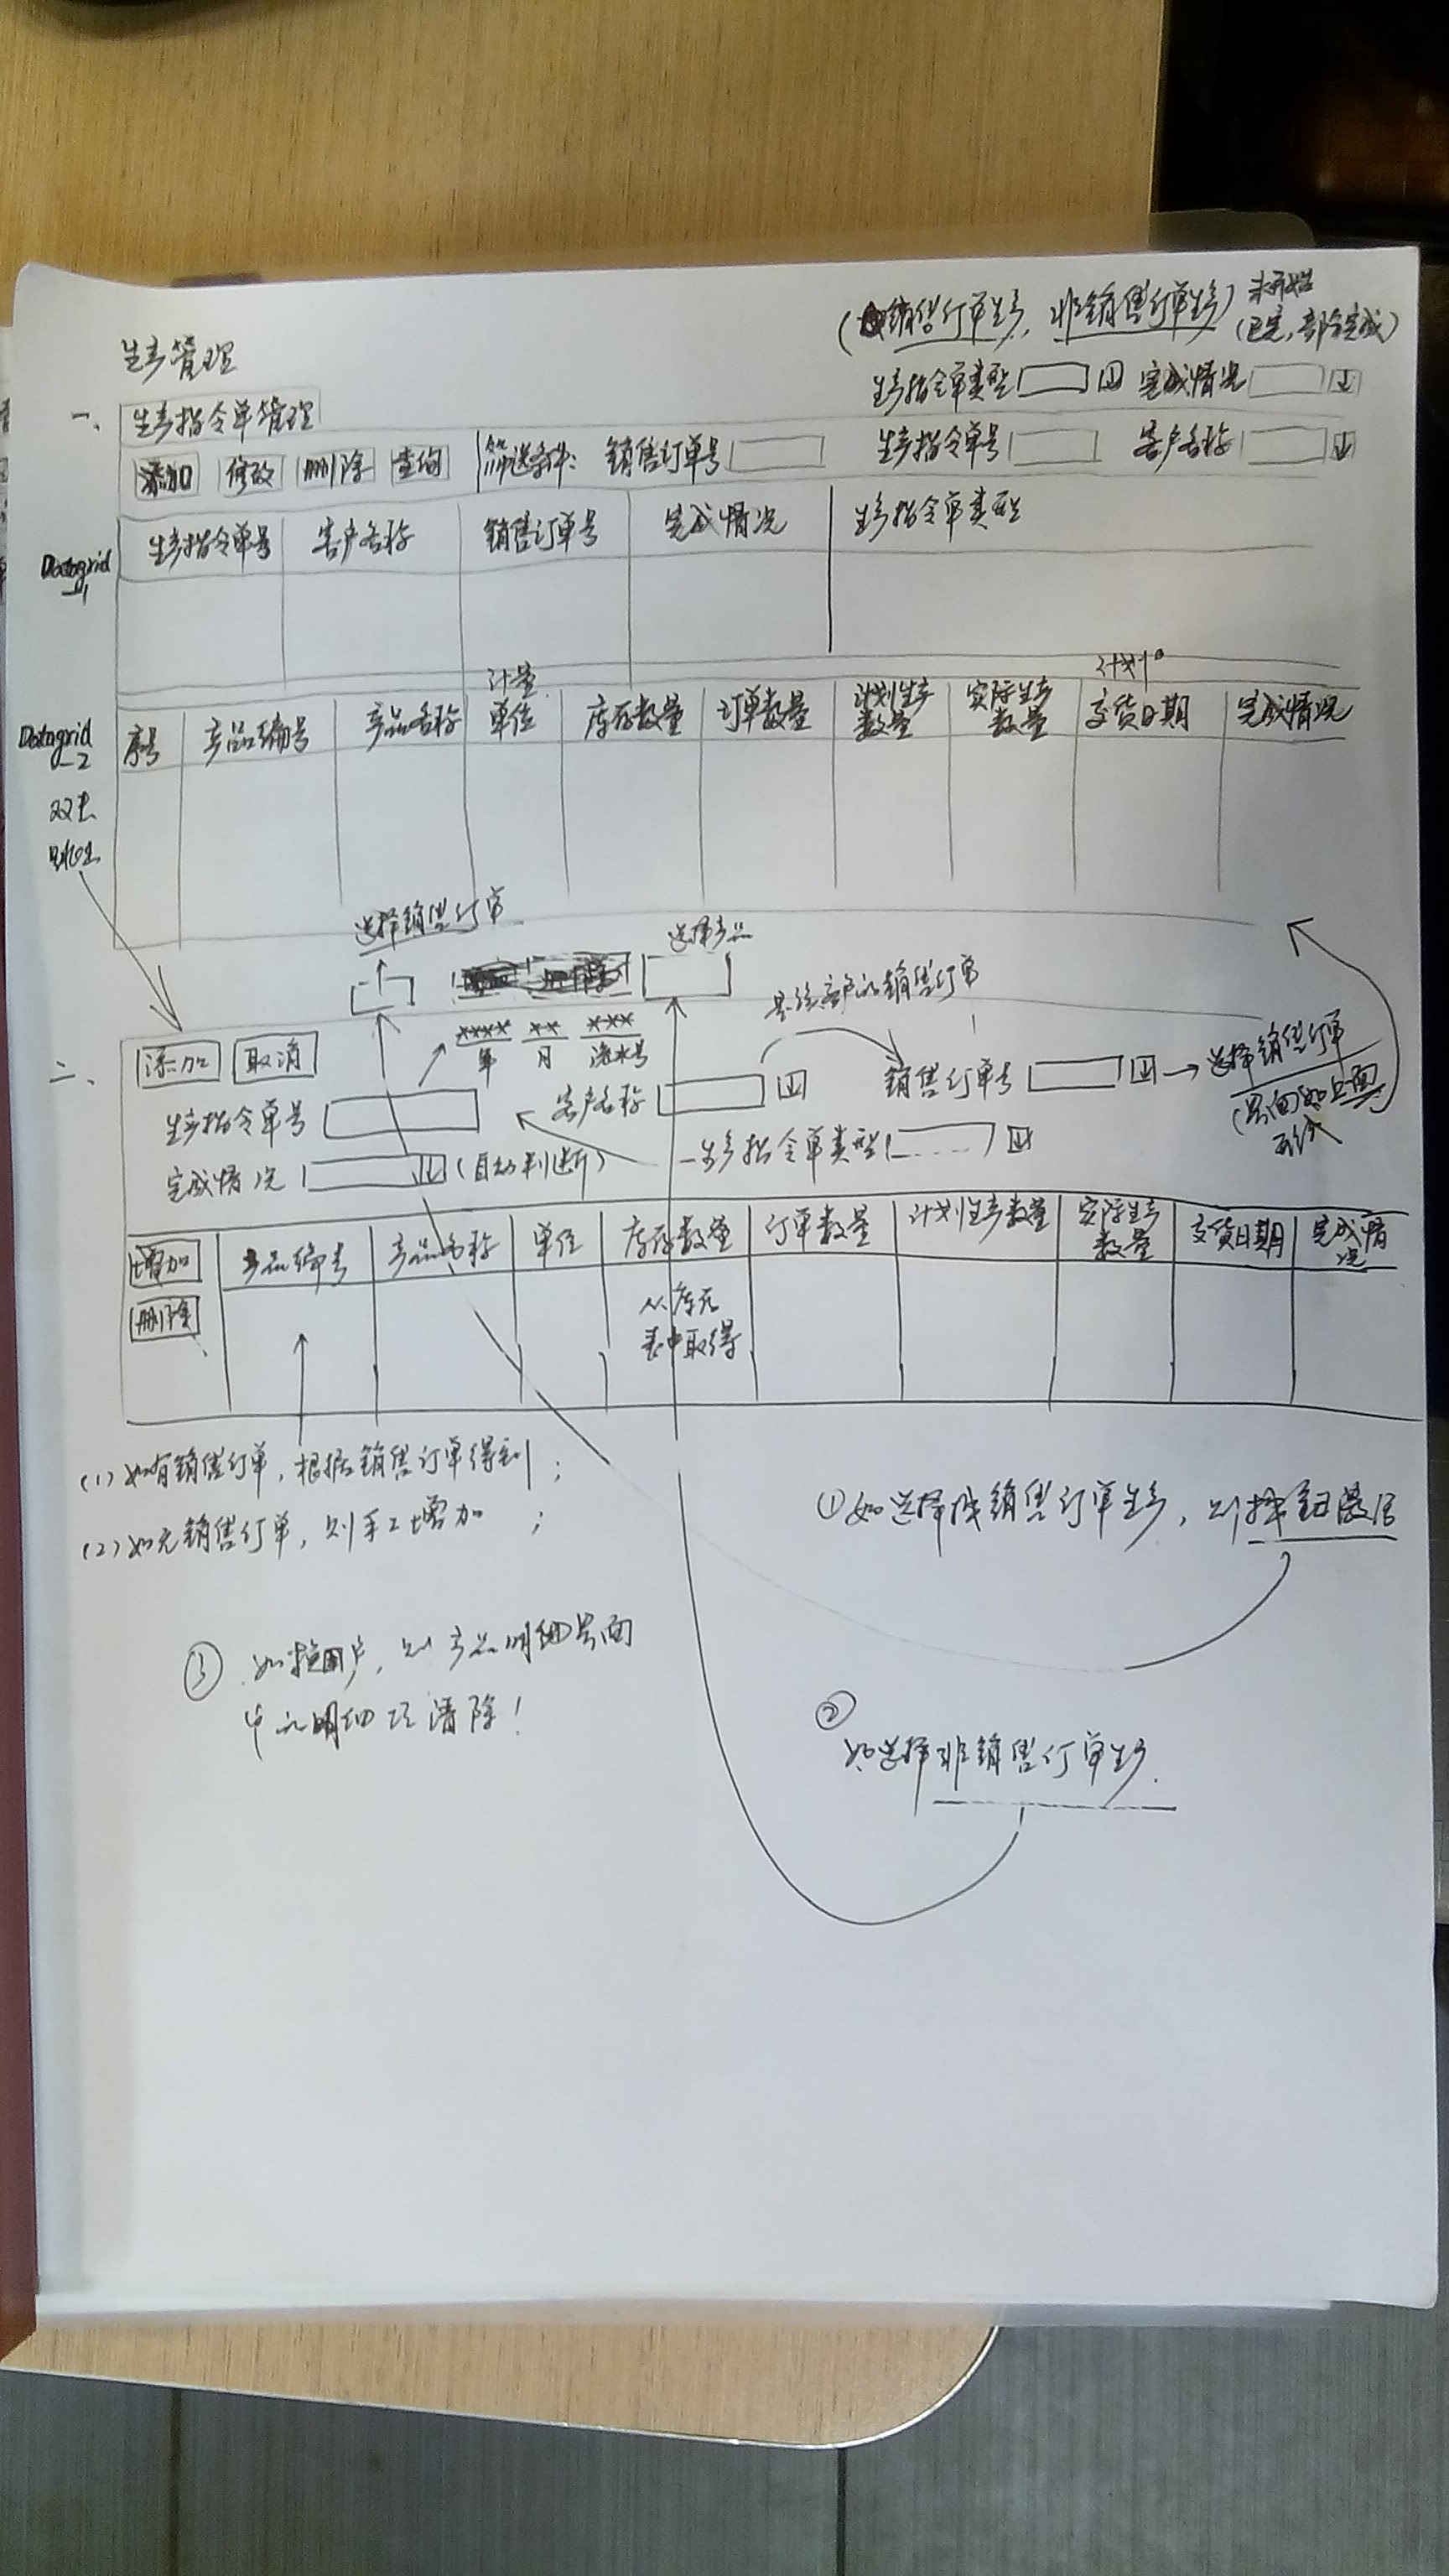 (销售订单生产, 非销售订单生产)
未开始
(已完, 部分完成)
生产管理
生产指令单类型 完成情况
一、 生产指令单管理
添加 修改 删除 查询 筛选条件: 销售订单号 生产指令单号 客户名称
Datagrid 1
生产指令单号 客户名称 销售订单号 完成情况 生产指令单类型
Datagrid 2
序号 产品编号 产品名称 计量单位 库存数量 订单数量 计划生产数量 实际生产数量 计划交货日期 完成情况
双击
选择销售订单
选择产品
是该客户的销售订单
**** ** ***
年 月 流水号
二、 添加 取消
生产指令单号 客户名称 销售订单号 选择销售订单
(界面如上面
完成情况 (自动判断) 生产指令单类型
增加 产品编号 产品名称 单位 库存数量 订单数量 计划生产数量 实际生产数量 交货日期 完成情况
删除
从库存
表中取得
(1) 如有销售订单, 根据销售订单得到;
(2) 如无销售订单, 则手工增加;
① 如选择按销售订单生产, 则按钮激活
③ 如换用户, 则产品明细界面
中的明细项清除!
②
如选择非销售订单生产.